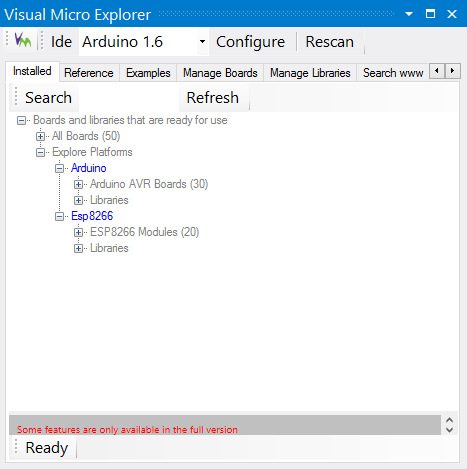 Visual Micro Explorer
Ide Arduino 1.6 Configure Rescan
Installed Reference Examples Manage Boards Manage Libraries Search www
Search Refresh
Boards and libraries that are ready for use
All Boards (50)
Explore Platforms
Arduino
Arduino AVR Boards (30)
Libraries
Esp8266
ESP8266 Modules (20)
Libraries
Some features are only available in the full version
Ready